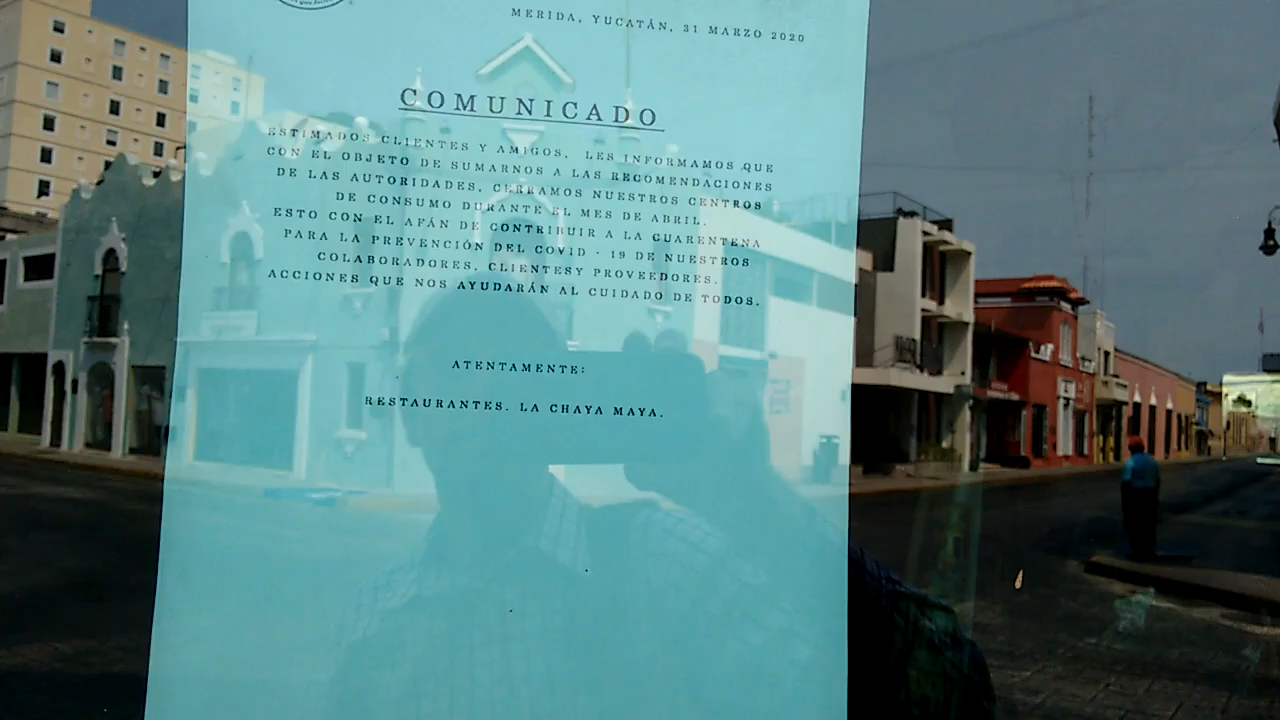 MERIDA, YUCATÁN, 31 MARZO 2020
COMUNICADO
ESTIMADOS CLIENTES Y AMIGOS, LES INFORMAMOS QUE
CON EL OBJETO DE SUMARNOS A LAS RECOMENDACIONES
DE LAS AUTORIDADES, CERRAMOS NUESTROS CENTROS
DE CONSUMO DURANTE EL MES DE ABRIL.
ESTO CON EL AFÁN DE CONTRIBUIR A LA CUARENTENA
PARA LA PREVENCIÓN DEL COVID - 19 DE NUESTROS
COLABORADORES, CLIENTESY PROVEEDORES.
ACCIONES QUE NOS AYUDARÁN AL CUIDADO DE TODOS.
ATENTAMENTE:
RESTAURANTES. LA CHAYA MAYA.